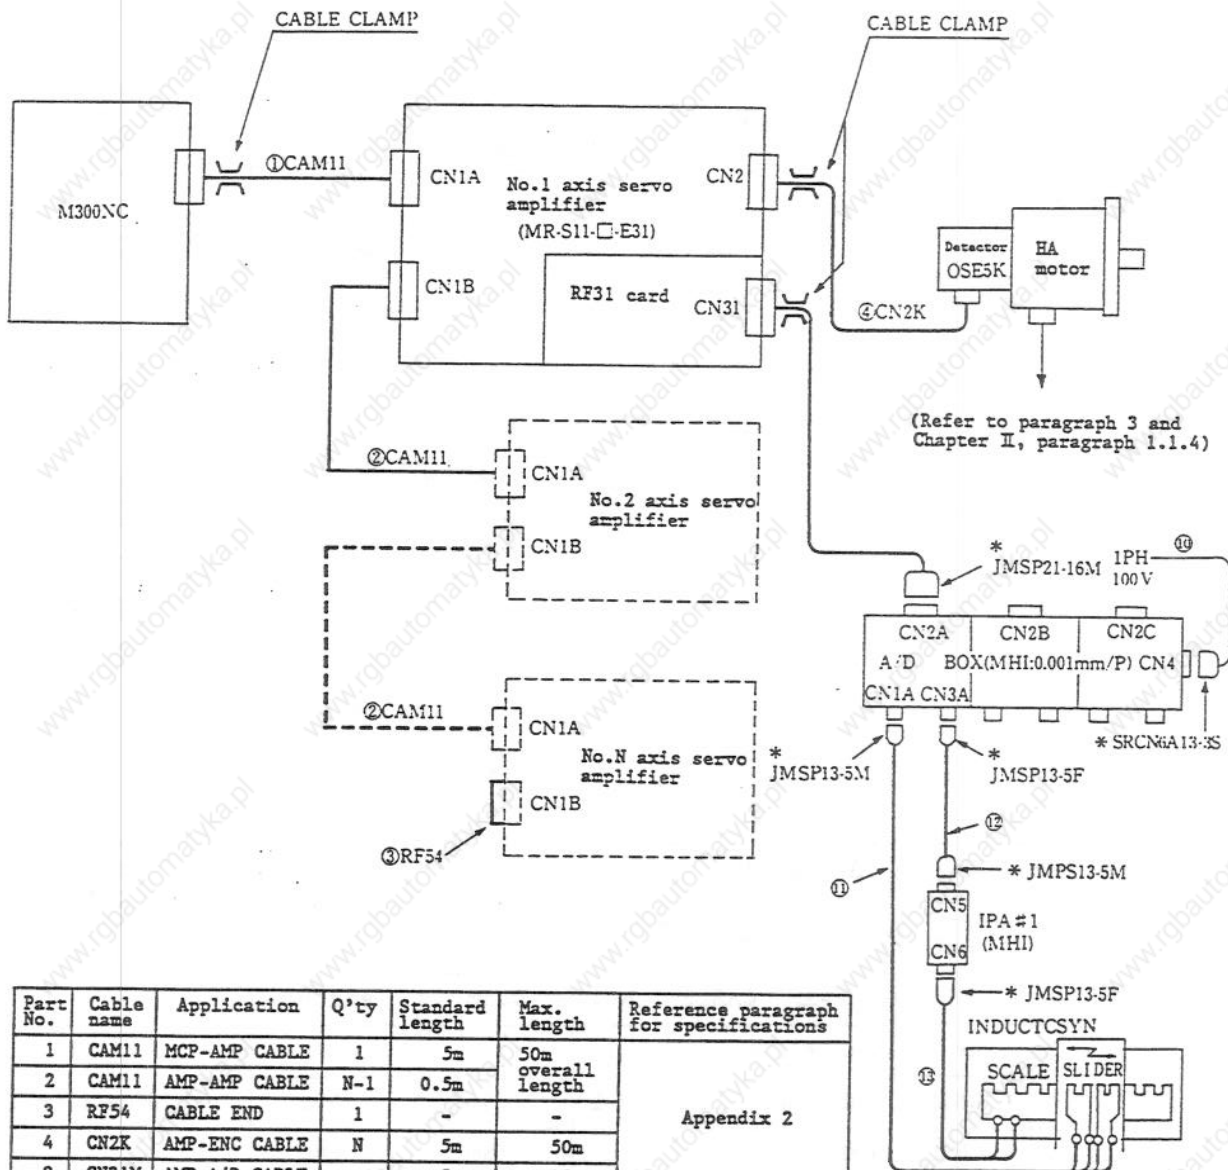 CABLE CLAMP
CABLE CLAMP
M300NC
①CAM11
CN1A
No.1 axis servo
amplifier
(MR-S11-□-E31)
CN2
CN1B
RF31 card
CN31
Detector
OSE5K
HA
motor
④CN2K
(Refer to paragraph 3 and
Chapter II, paragraph 1.1.4)
②CAM11
CN1A
No.2 axis servo
amplifier
CN1B
②CAM11
CN1A
No.N axis servo
amplifier
CN1B
③RF54
*
JMSP21-16M
1PH
100V
⑩
CN2A
CN2B
CN2C
A/D BOX(MHI:0.001mm/P) CN4
CN1A CN3A
*
JMSP13-5M
*
JMSP13-5F
* SRCN6A13-3S
⑫
⑪
* JMPS13-5M
CN5
IPA #1
(MHI)
CN6
* JMSP13-5F
INDUCTCSYN
SCALE SLIDER
⑬
Part No. Cable name Application Q'ty Standard length Max. length Reference paragraph for specifications
1 CAM11 MCP-AMP CABLE 1 5m 50m overall length
2 CAM11 AMP-AMP CABLE N-1 0.5m
3 RF54 CABLE END 1 - -
Appendix 2
4 CN2K AMP-ENC CABLE N 5m 50m
www.rgbautomatyka.pl